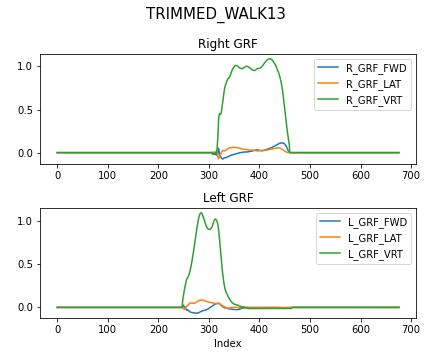 TRIMMED_WALK13
Right GRF
R_GRF_FWD
R_GRF_LAT
R_GRF_VRT
1.0
0.5
0.0
0 100 200 300 400 500 600 700
Left GRF
L_GRF_FWD
L_GRF_LAT
L_GRF_VRT
1.0
0.5
0.0
0 100 200 300 400 500 600 700
Index